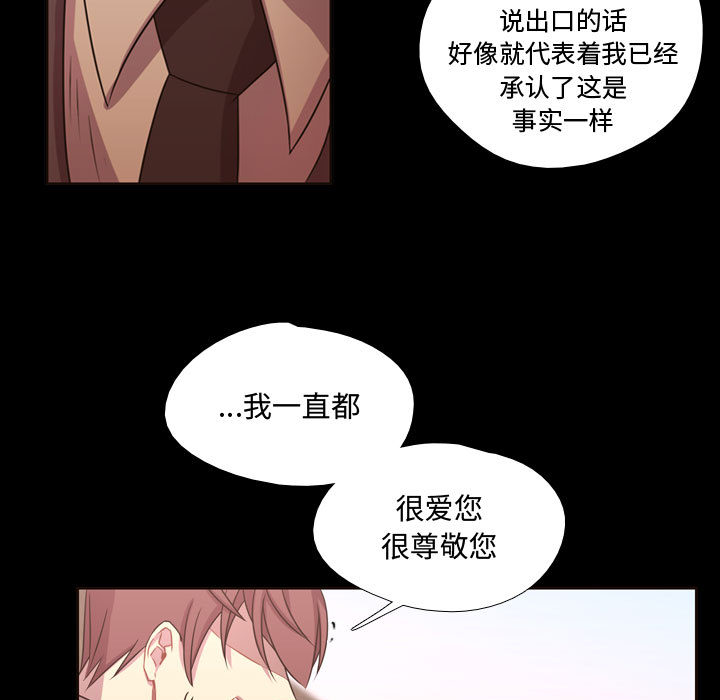 说出口的话
好像就代表着我已经
承认了这是
事实一样
...我一直都
很爱您
很尊敬您